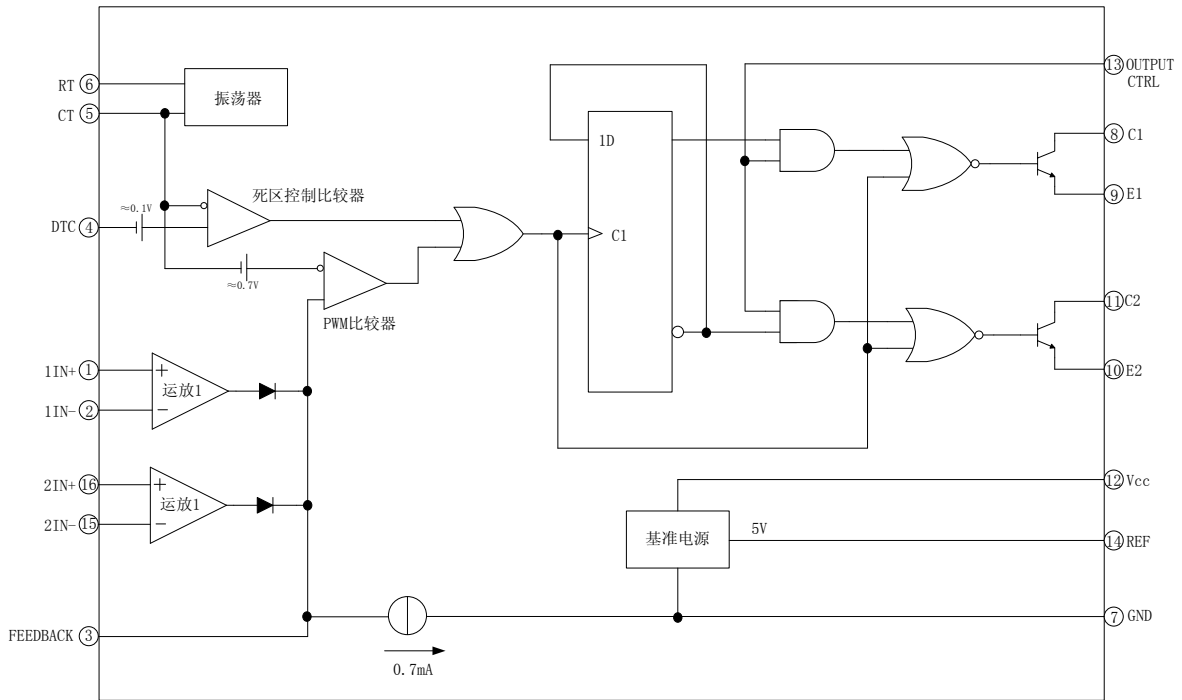 RT 6
振荡器
CT 5
13 OUTPUT
CTRL
1D
8 C1
死区控制比较器
≈0.1V
9 E1
DTC 4
C1
≈0.7V
PWM比较器
11 C2
1IN+ 1
+
运放1
10 E2
1IN- 2
−
2IN+ 16
+
运放1
12 Vcc
2IN- 15
−
基准电源
5V
14 REF
7 GND
FEEDBACK 3
0.7mA